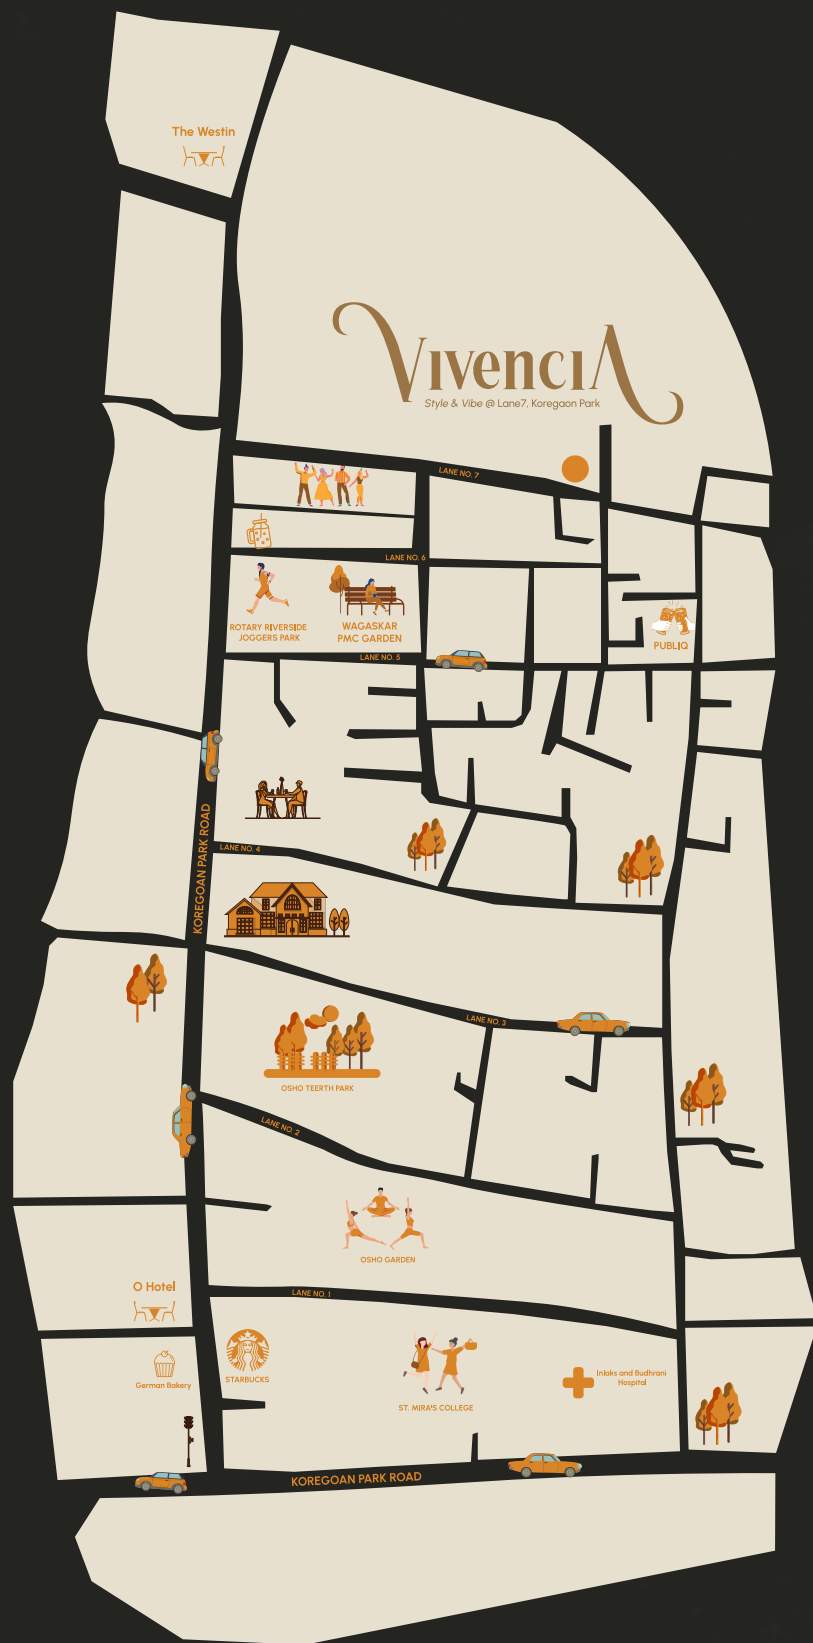 The Westin
VivenciA
Style & Vibe @ Lane7, Koregaon Park
LANE NO. 7
LANE NO. 6
ROTARY RIVERSIDE
JOGGERS PARK
WAGASKAR
PMC GARDEN
PUBLIQ
LANE NO. 5
KOREGOAN PARK ROAD
LANE NO. 4
LANE NO. 3
OSHO TEERTH PARK
LANE NO. 2
OSHO GARDEN
O Hotel
LANE NO. 1
STARBUCKS
German Bakery
Inlaks and Budhrani
Hospital
ST. MIRA'S COLLEGE
KOREGOAN PARK ROAD